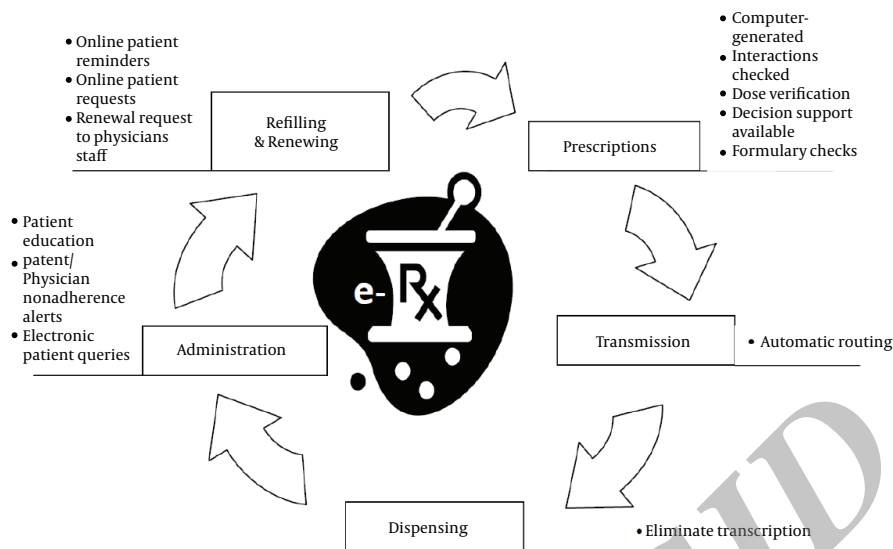 • Online patient
reminders
• Online patient
requests
• Renewal request
to physicians
staff
Refilling
& Renewing
• Computer-
generated
• Interactions
checked
• Dose verification
• Decision support
available
• Formulary checks
Prescriptions
• Patient
education
• patent/
Physician
nonadherence
alerts
• Electronic
patient queries
Administration
e- Rx
Transmission
• Automatic routing
Dispensing
• Eliminate transcription